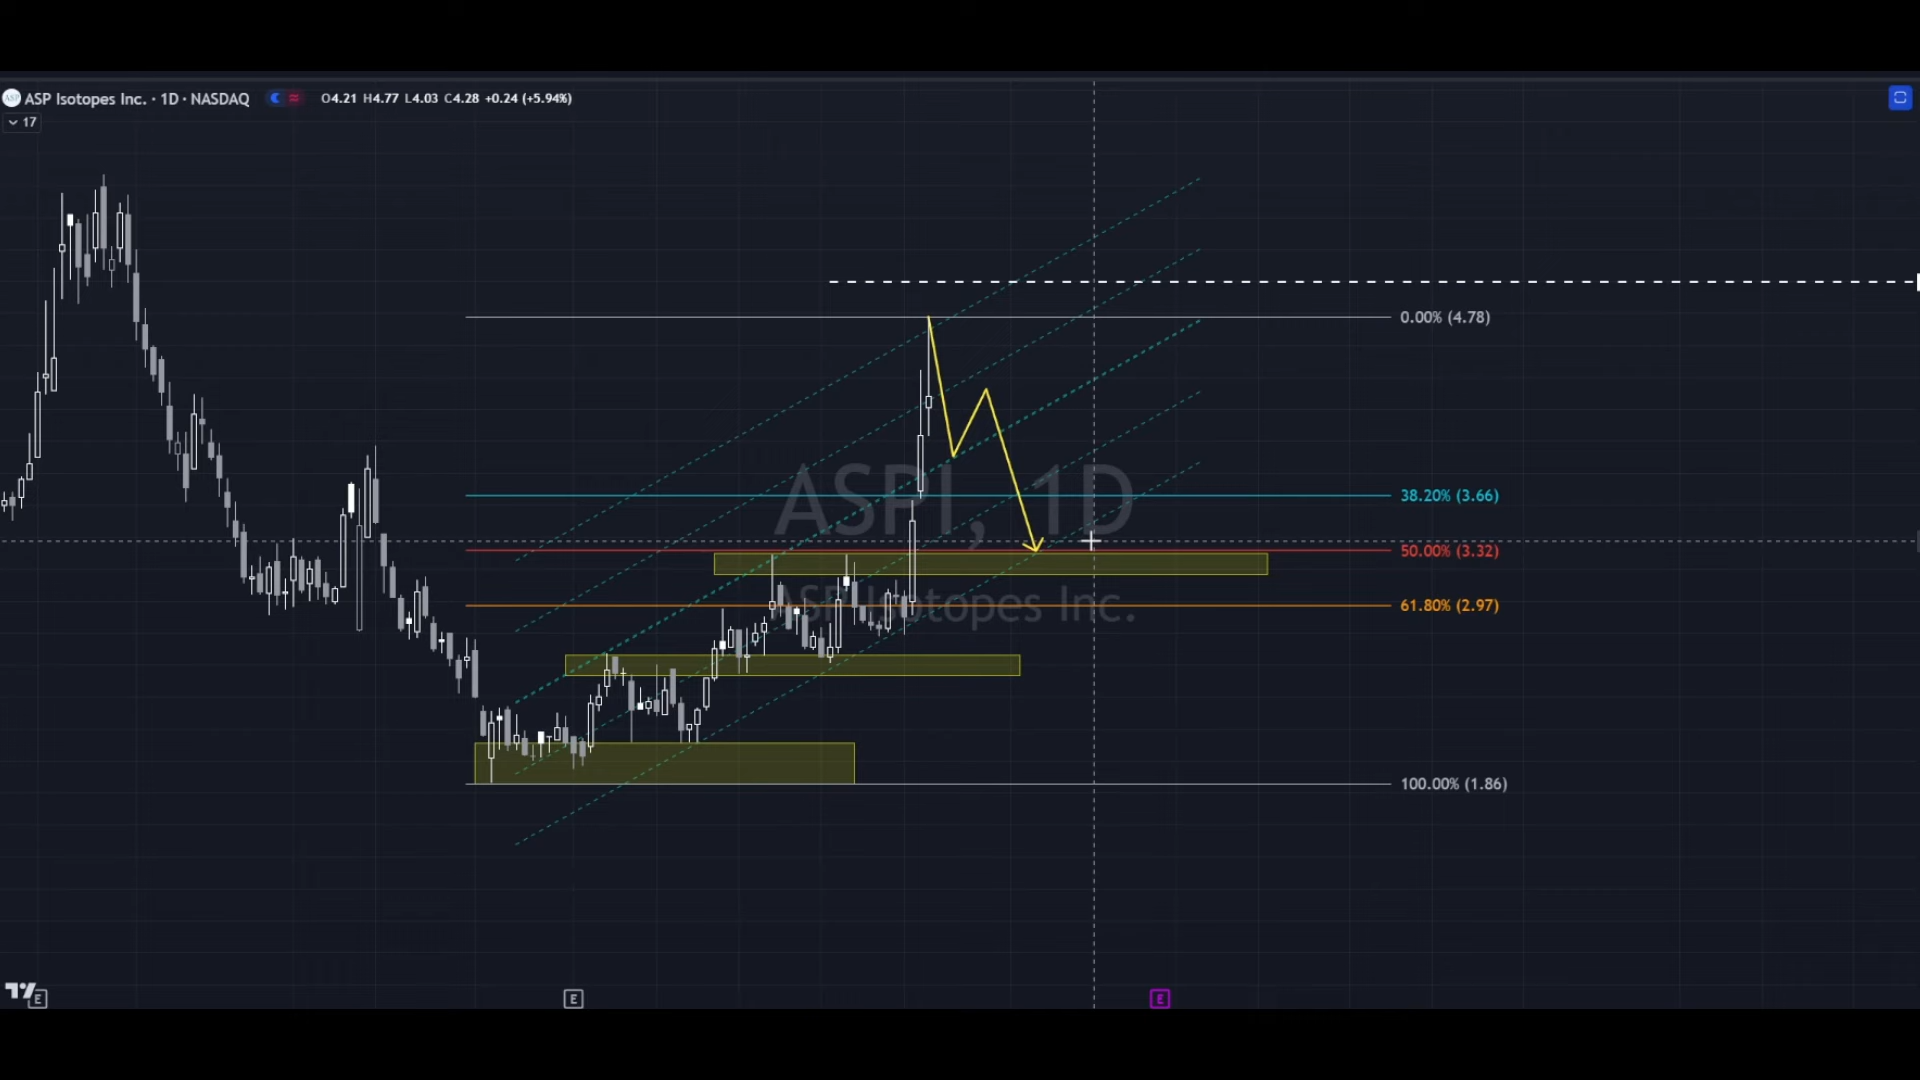 ASP Isotopes Inc. · 1D · NASDAQ
O4.21 H4.77 L4.03 C4.28 +0.24 (+5.94%)
17
0.00% (4.78)
38.20% (3.66)
ASPI, 1D
50.00% (3.32)
ASP Isotopes Inc.
61.80% (2.97)
100.00% (1.86)
E
E
E